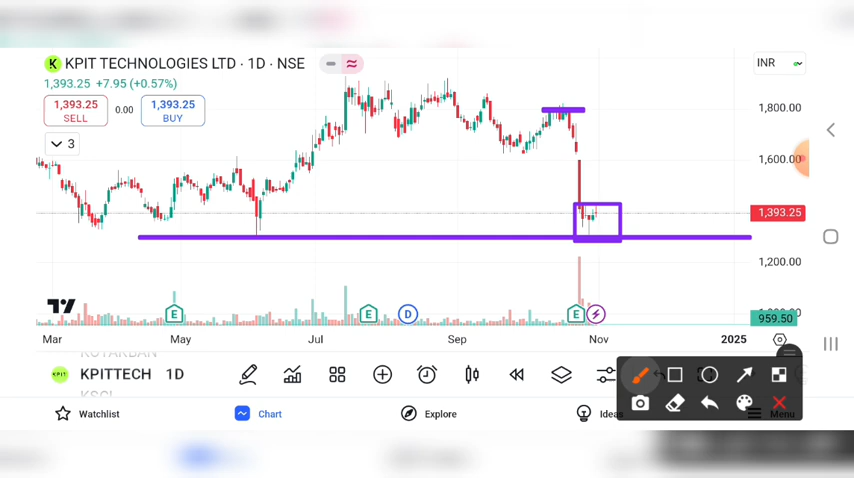 K KPIT TECHNOLOGIES LTD · 1D · NSE
INR
1,393.25 +7.95 (+0.57%)
1,393.25
SELL
0.00
1,393.25
BUY
3
1,800.00
1,600.00
1,393.25
1,200.00
959.50
E
E
D
E
Mar
May
Jul
Sep
Nov
2025
KPIT
KPITTECH 1D
Watchlist
Chart
Explore
Ideas
Menu